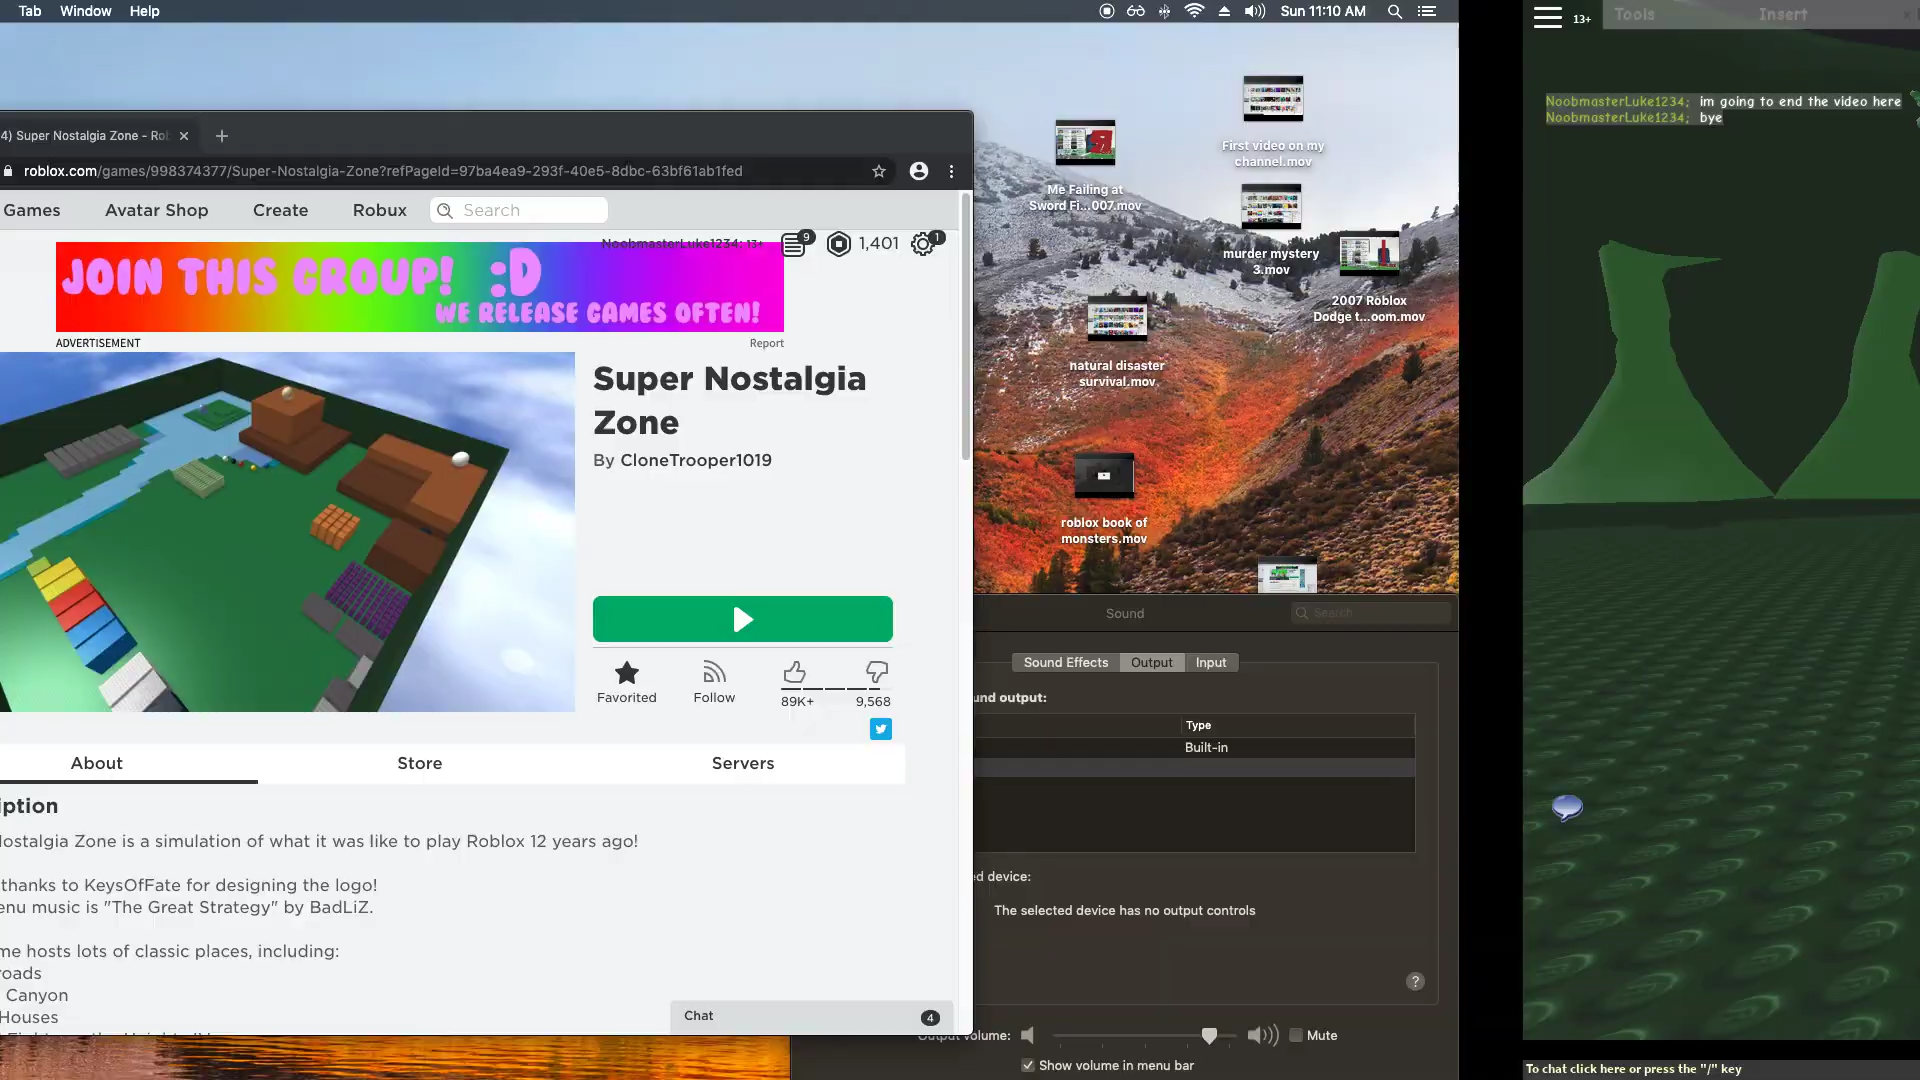 Tab Window Help
Sun 11:10 AM
4) Super Nostalgia Zone - Ro
roblox.com/games/998374377/Super-Nostalgia-Zone?refPageId=97ba4ea9-293f-40e5-8dbc-63bf61ab1fed
Games Avatar Shop Create Robux Search
NoobmasterLuke1234: 13+ 9 1,401 1
JOIN THIS GROUP! :D
WE RELEASE GAMES OFTEN!
ADVERTISEMENT
Report
Super Nostalgia
Zone
By CloneTrooper1019
Favorited
Follow
89K+
9,568
About Store Servers
iption
ostalgia Zone is a simulation of what it was like to play Roblox 12 years ago!
thanks to KeysOfFate for designing the logo!
enu music is "The Great Strategy" by BadLiZ.
me hosts lots of classic places, including:
roads
Canyon
Houses
Chat 4
First video on my
channel.mov
Me Failing at
Sword Fi...007.mov
murder mystery
3.mov
2007 Roblox
Dodge t...oom.mov
natural disaster
survival.mov
roblox book of
monsters.mov
Sound
Search
Sound Effects Output Input
und output:
Type
Built-in
ed device:
The selected device has no output controls
?
Output volume:
Mute
Show volume in menu bar
13+
Tools Insert
NoobmasterLuke1234; im going to end the video here
NoobmasterLuke1234; bye
To chat click here or press the "/" key